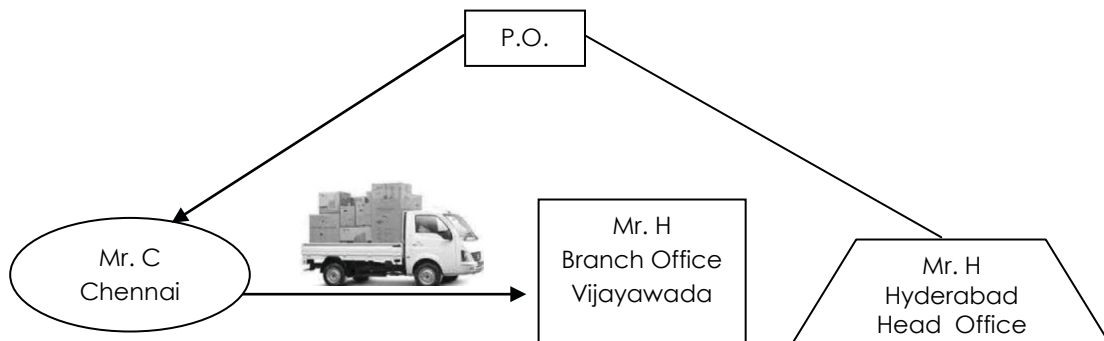 P.O.
Mr. C
Chennai
Mr. H
Branch Office
Vijayawada
Mr. H
Hyderabad
Head Office